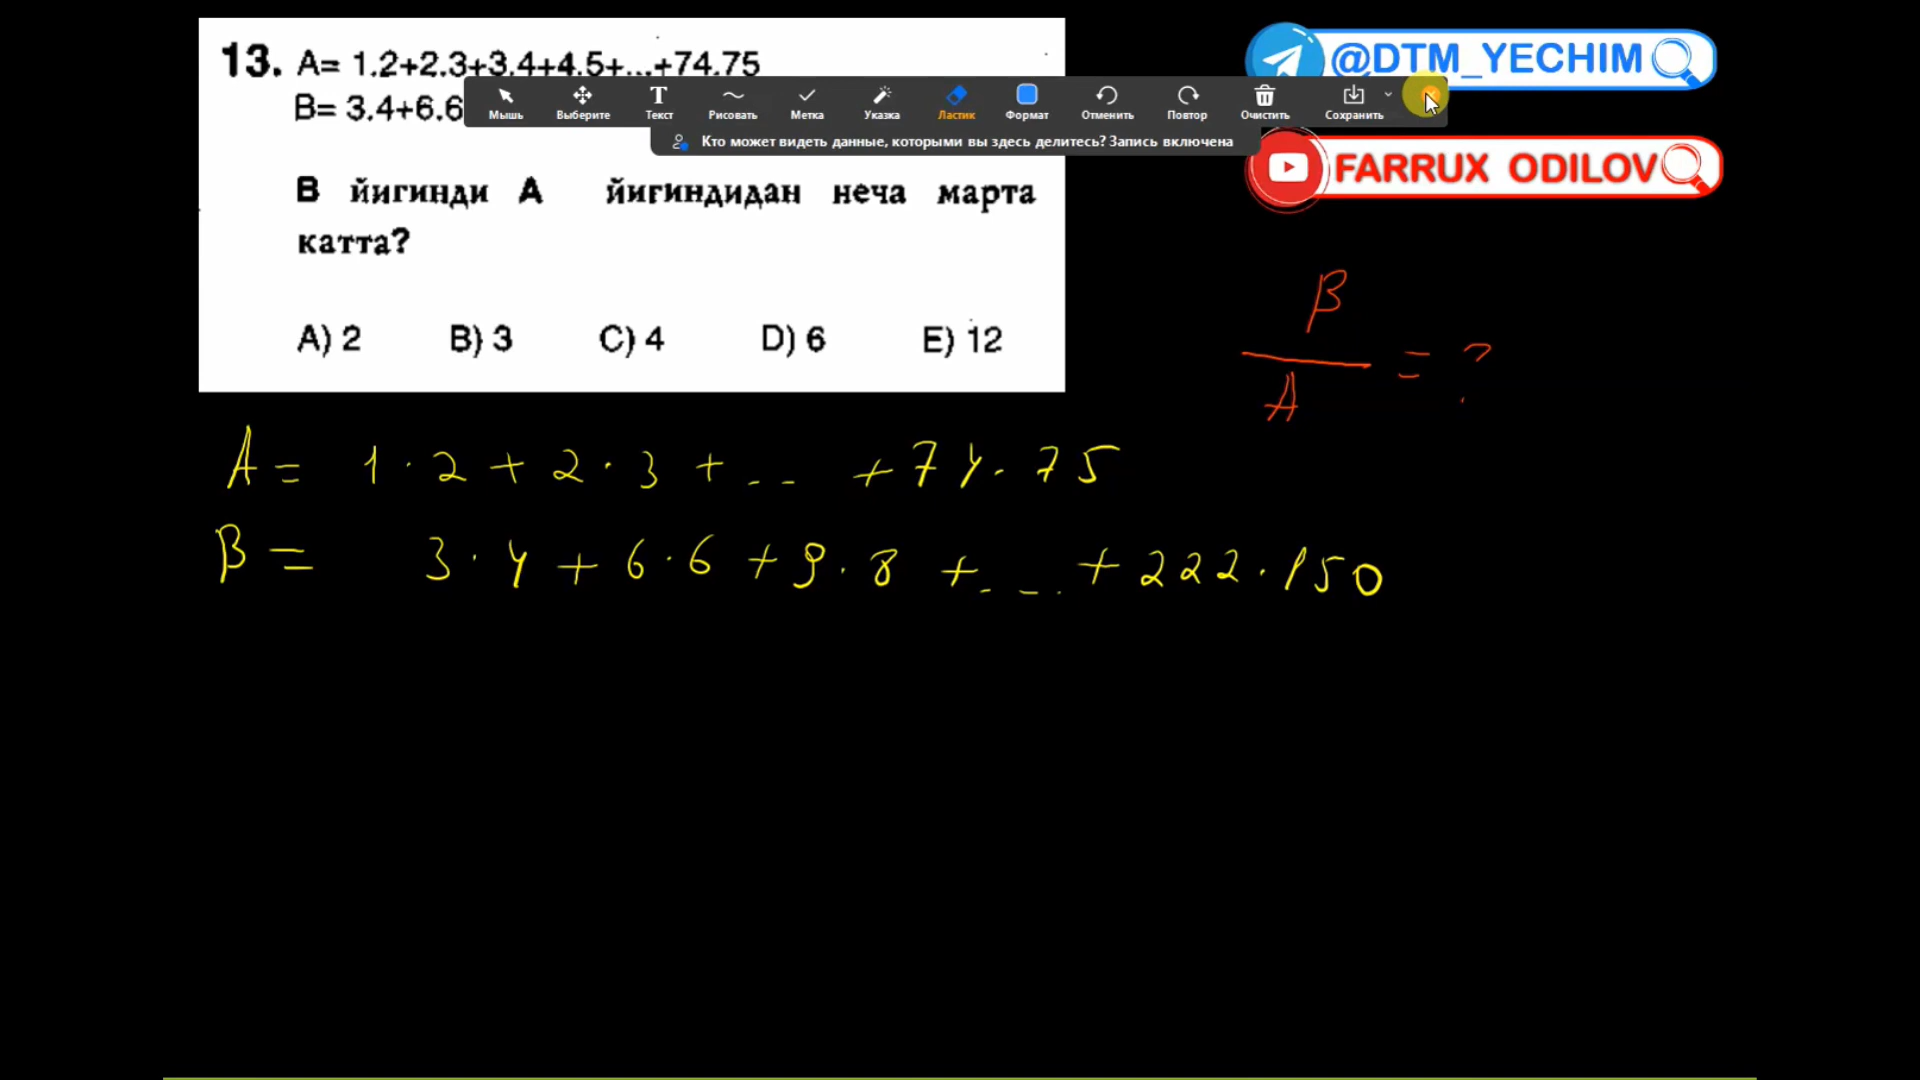 13. A= 1.2+2.3+3.4+4.5+...+74.75
B= 3.4+6.6
Мышь Выберите Текст Рисовать Метка Указка Ластик Формат Отменить Повтор Очистить Сохранить
Кто может видеть данные, которыми вы здесь делитесь? Запись включена
@DTM_YECHIM
FARRUX ODILOV
В йигинди А йигиндидан неча марта
катта?
A) 2 B) 3 C) 4 D) 6 E) 12
B
A
= ?
A = 1·2 + 2·3 + ... + 74·75
B = 3·4 + 6·6 + 9·8 + ... + 222·150